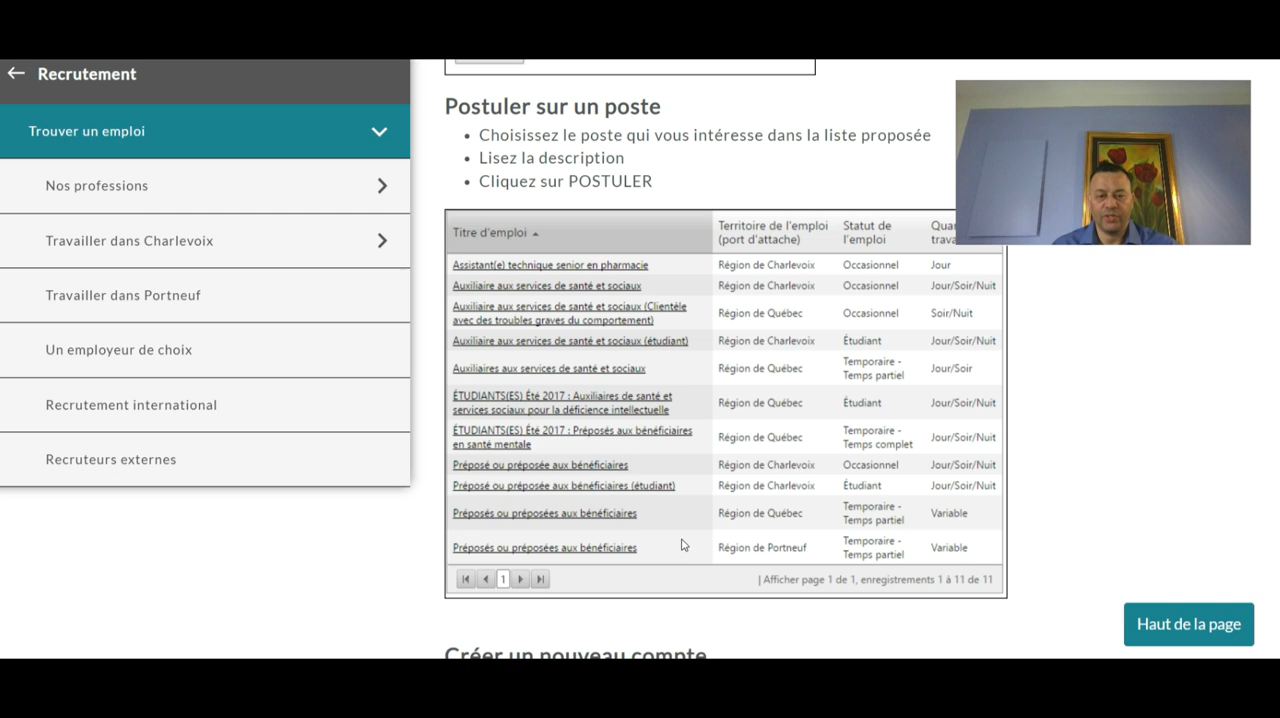 Recrutement
Trouver un emploi
Nos professions
Travailler dans Charlevoix
Travailler dans Portneuf
Un employeur de choix
Recrutement international
Recruteurs externes
Postuler sur un poste
• Choisissez le poste qui vous intéresse dans la liste proposée
• Lisez la description
• Cliquez sur POSTULER
Titre d'emploi Territoire de l'emploi (port d'attache) Statut de l'emploi
Assistant(e) technique senior en pharmacie Région de Charlevoix Occasionnel Jour
Auxiliaire aux services de santé et sociaux Région de Charlevoix Occasionnel Jour/Soir/Nuit
Auxiliaire aux services de santé et sociaux (Clientéle
avec des troubles graves du comportement) Région de Québec Occasionnel Soir/Nuit
Auxiliaire aux services de santé et sociaux (étudiant) Région de Charlevoix Étudiant Jour/Soir/Nuit
Auxiliaires aux services de santé et sociaux Région de Québec Temporaire - Temps partiel Jour/Soir
ÉTUDIANTS(ES) Été 2017 : Auxiliaires de santé et
services sociaux pour la déficience intellectuelle Région de Québec Étudiant Jour/Soir/Nuit
ÉTUDIANTS(ES) Été 2017 : Préposés aux bénéficiaires
en santé mentale Région de Québec Temporaire - Temps complet Jour/Soir/Nuit
Préposé ou préposée aux bénéficiaires Région de Charlevoix Occasionnel Jour/Soir/Nuit
Préposé ou préposée aux bénéficiaires (étudiant) Région de Charlevoix Étudiant Jour/Soir/Nuit
Préposés ou préposées aux bénéficiaires Région de Québec Temporaire - Temps partiel Variable
Préposés ou préposées aux bénéficiaires Région de Portneuf Temporaire - Temps partiel Variable
1 | Afficher page 1 de 1, enregistrements 1 à 11 de 11
Haut de la page
Créer un nouveau compte